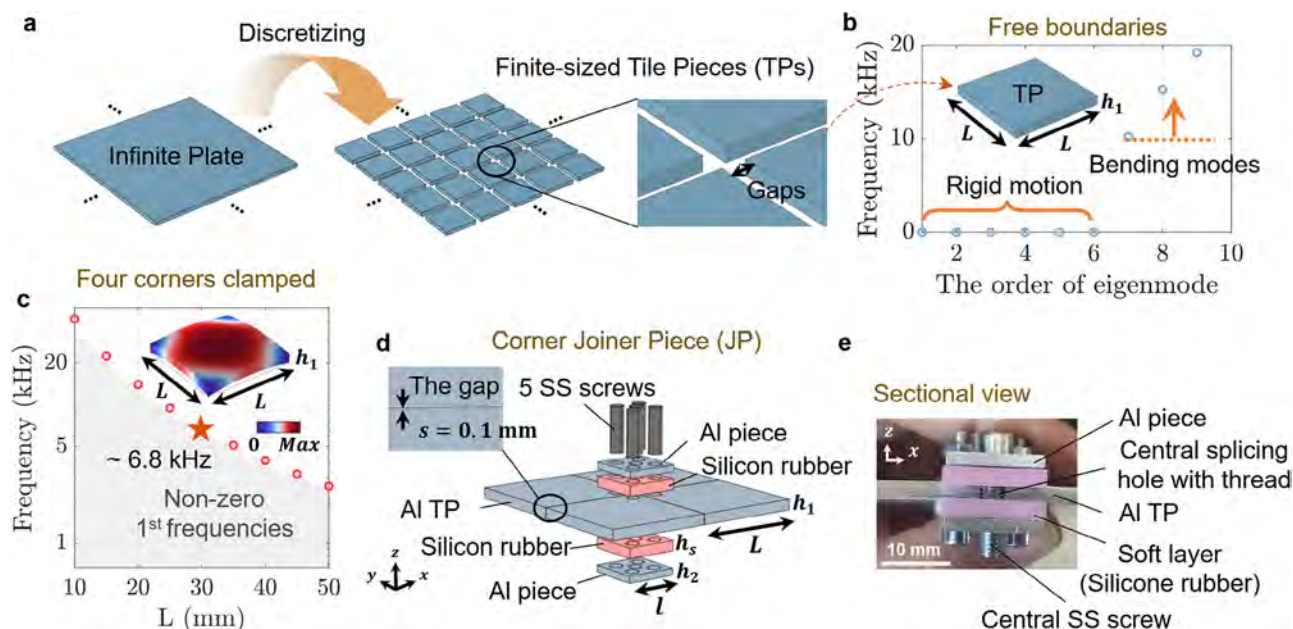 a
Discretizing
Finite-sized Tile Pieces (TPs)
Infinite Plate
Gaps
b
Free boundaries
Frequency (kHz)
20
10
0
TP
h₁
L
L
Bending modes
Rigid motion
2
4
6
8
10
The order of eigenmode
Four corners clamped
c
Frequency (kHz)
20
5
1
h₁
L
L
0 Max
~ 6.8 kHz
Non-zero
1st frequencies
10
20
30
40
50
L (mm)
d
Corner Joiner Piece (JP)
The gap
s = 0.1 mm
5 SS screws
Al piece
Silicon rubber
Al TP
h₁
L
Silicon rubber
hₛ
Al piece
h₂
l
z
y
x
e
Sectional view
z
x
10 mm
Al piece
Central splicing
hole with thread
Al TP
Soft layer
(Silicone rubber)
Central SS screw